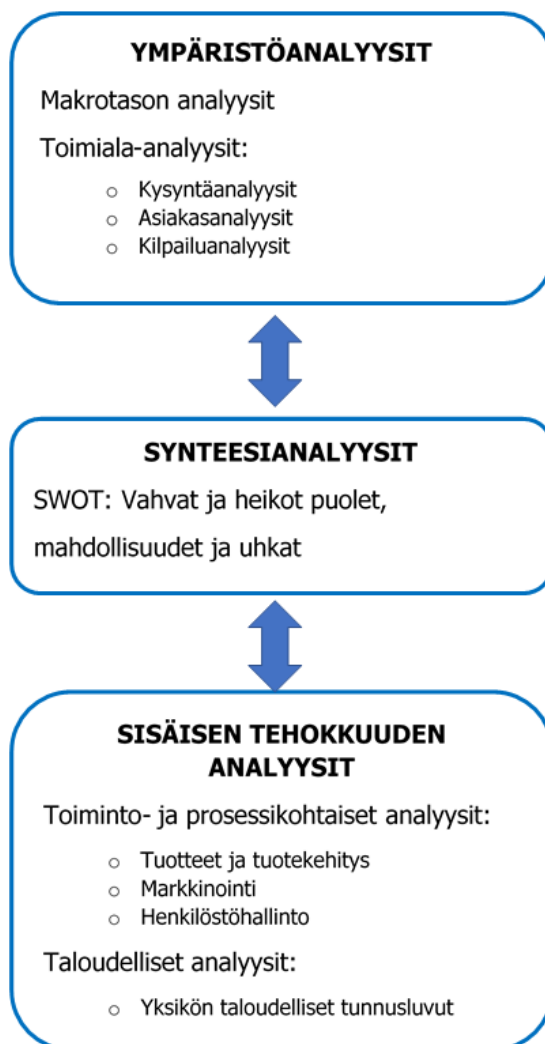 YMPÄRISTÖANALYYSIT
Makrotason analyysit
Toimiala-analyysit:
o Kysyntäanalyysit
o Asiakasanalyysit
o Kilpailuanalyysit
SYNTEESIANALYYSIT
SWOT: Vahvat ja heikot puolet,
mahdollisuudet ja uhkat
SISÄISEN TEHOKKUUDEN
ANALYYSIT
Toiminto- ja prosessikohtaiset analyysit:
o Tuotteet ja tuotekehitys
o Markkinointi
o Henkilöstöhallinto
Taloudelliset analyysit:
o Yksikön taloudelliset tunnusluvut